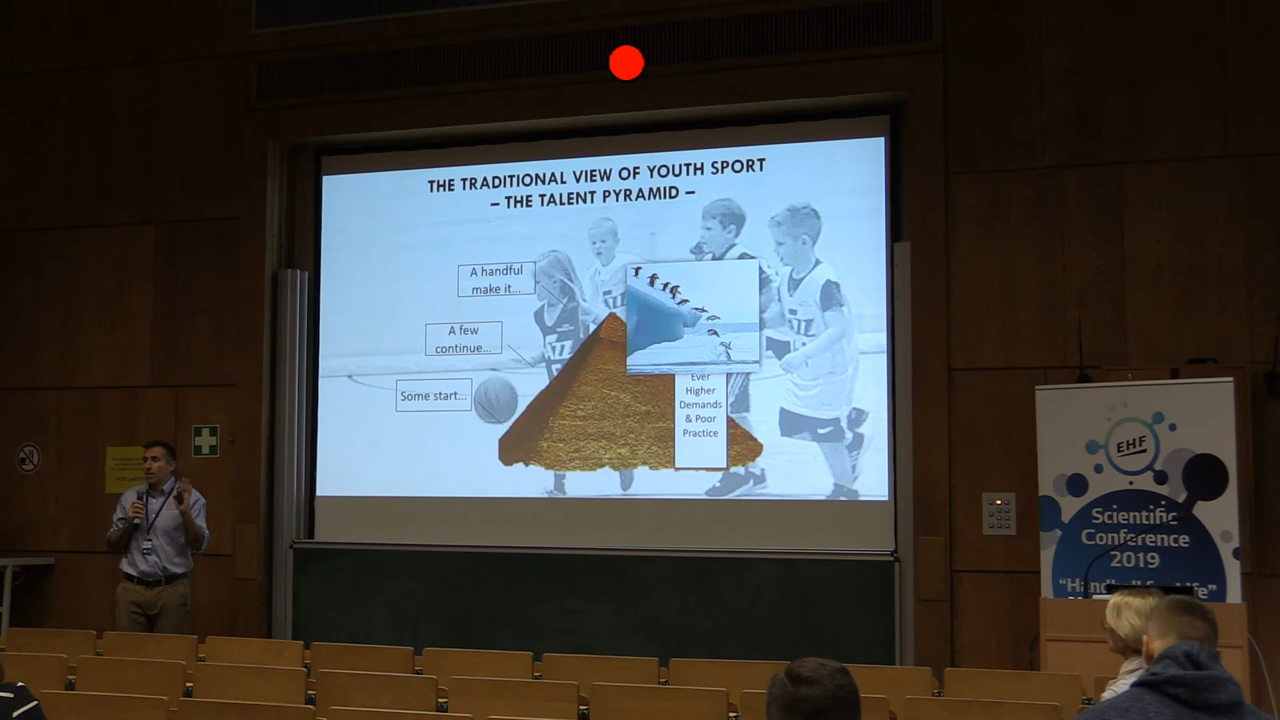 THE TRADITIONAL VIEW OF YOUTH SPORT
– THE TALENT PYRAMID –
A handful
make it...
A few
continue...
Some start...
Ever
Higher
Demands
& Poor
Practice
EHF
Scientific
Conference
2019
"Handball for Life"